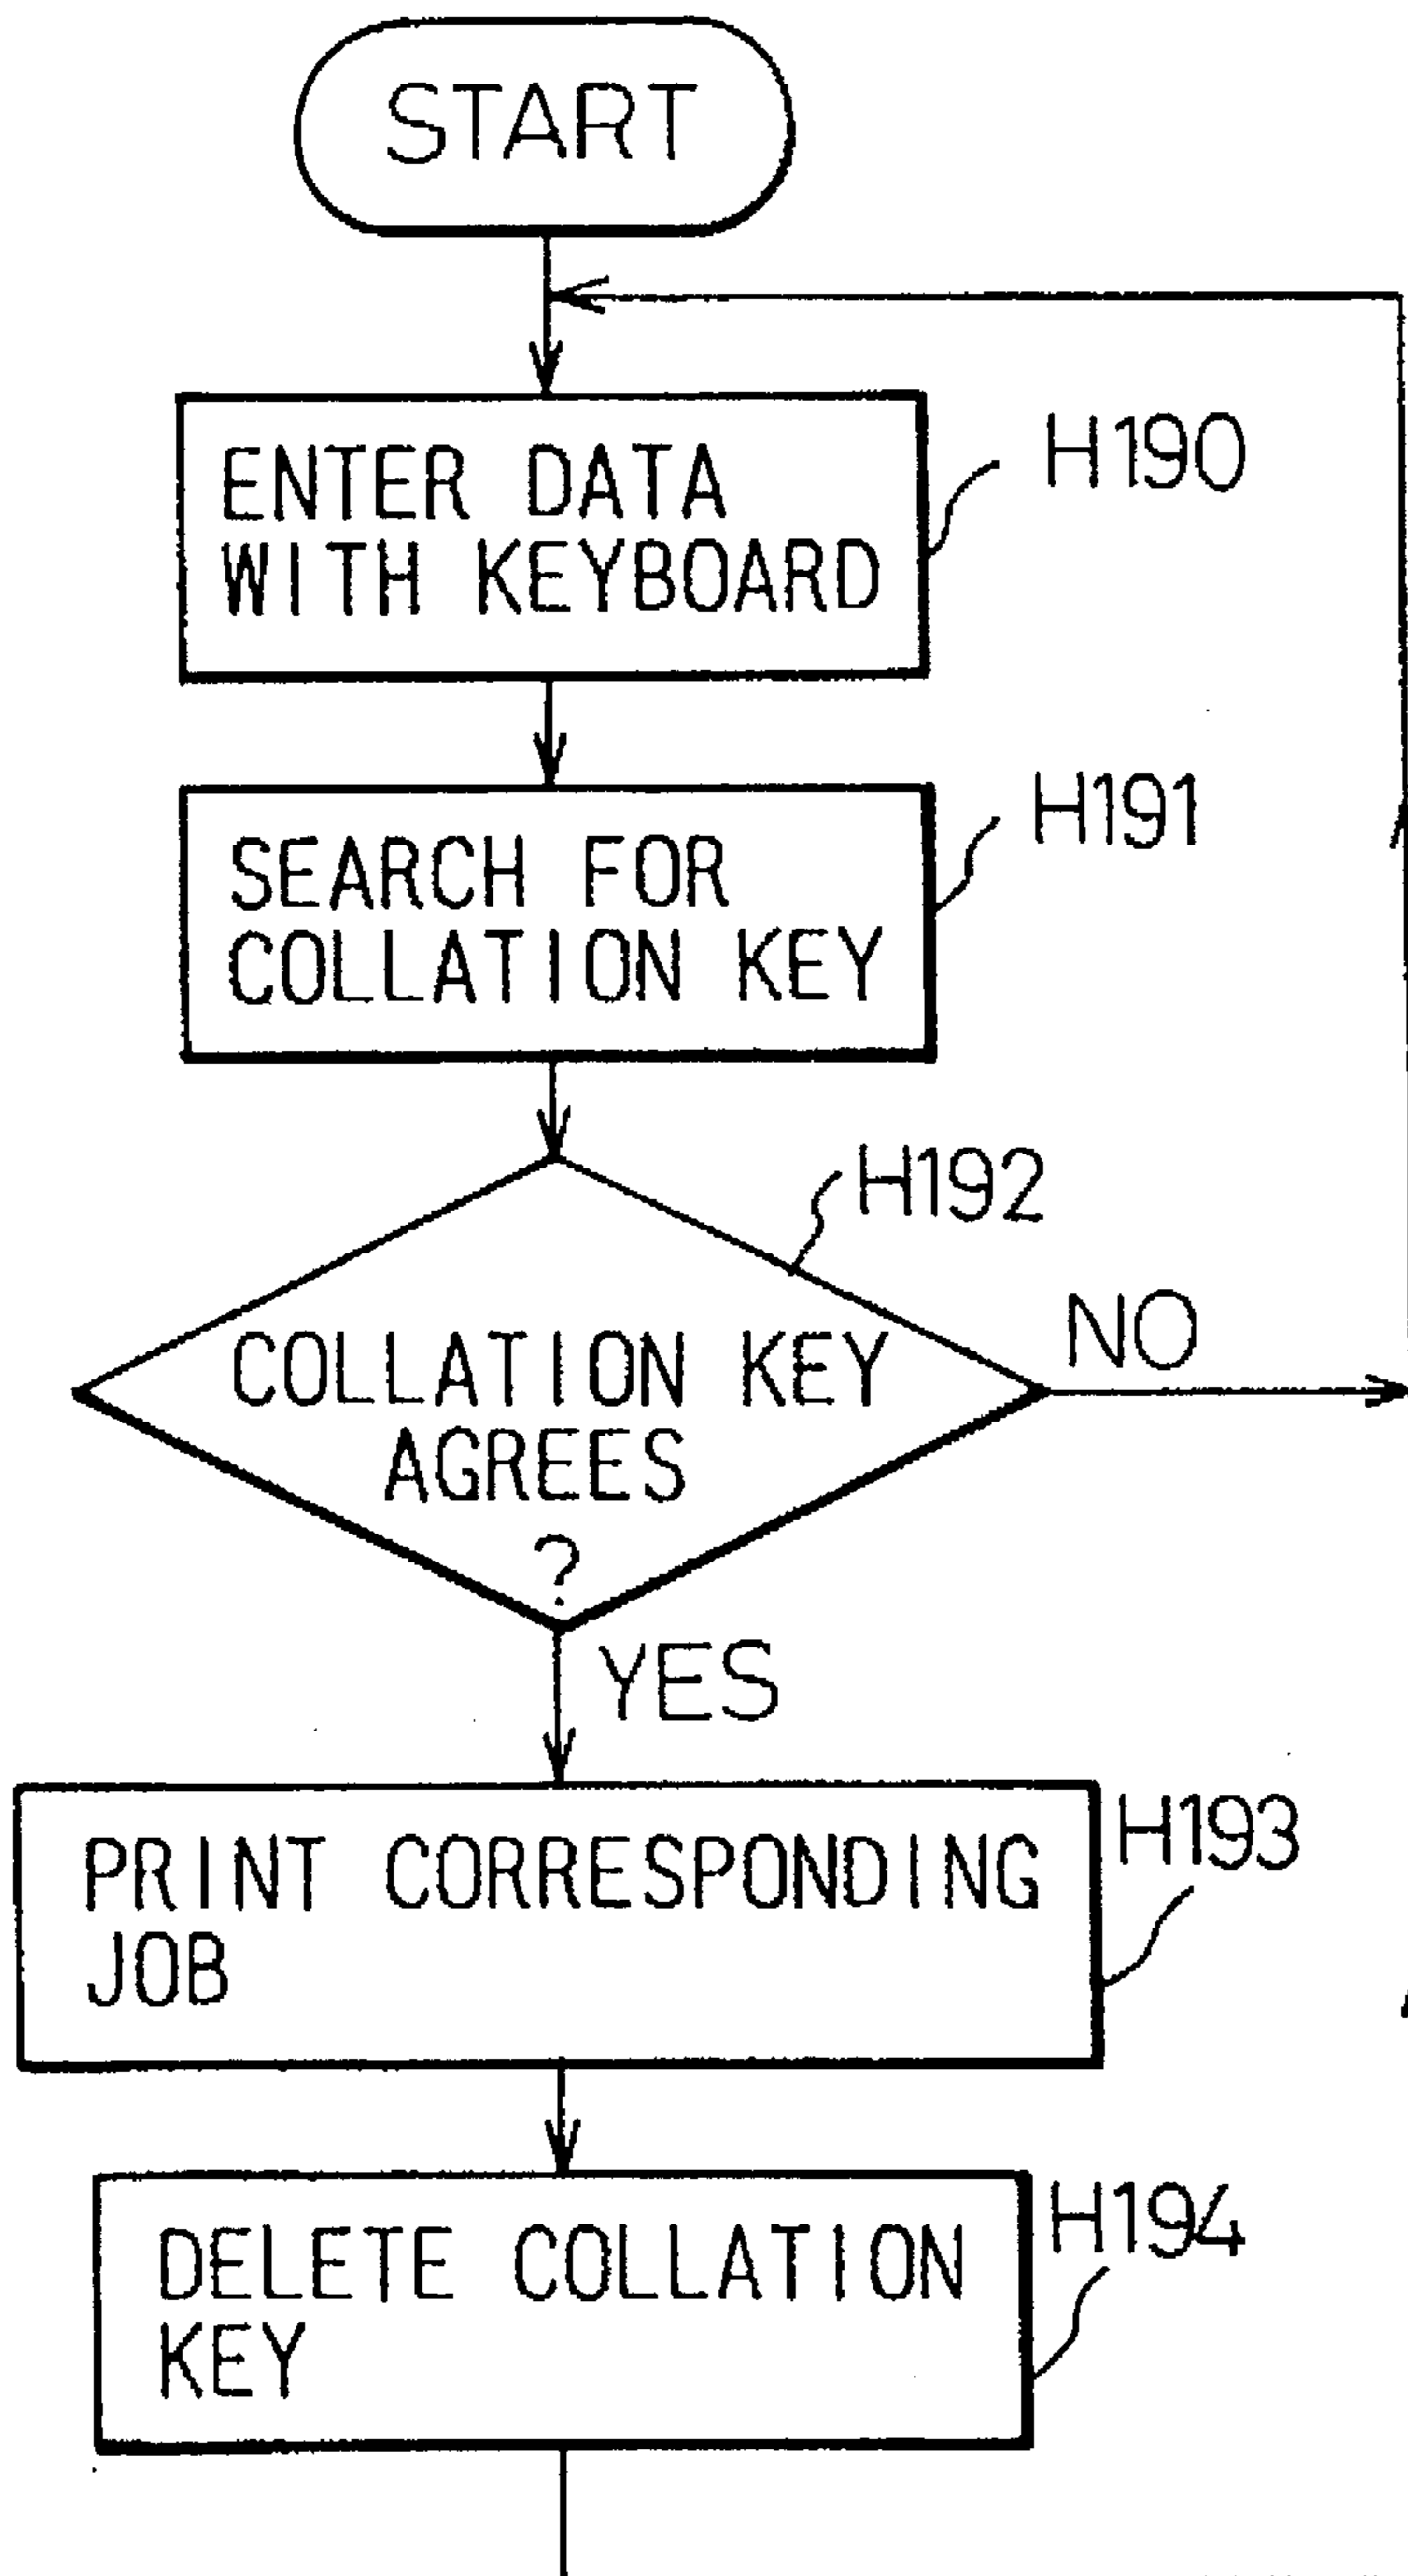 START
ENTER DATA
WITH KEYBOARD
H190
SEARCH FOR
COLLATION KEY
H191
H192
COLLATION KEY
AGREES
?
NO
YES
PRINT CORRESPONDING
JOB
H193
DELETE COLLATION
KEY
H194